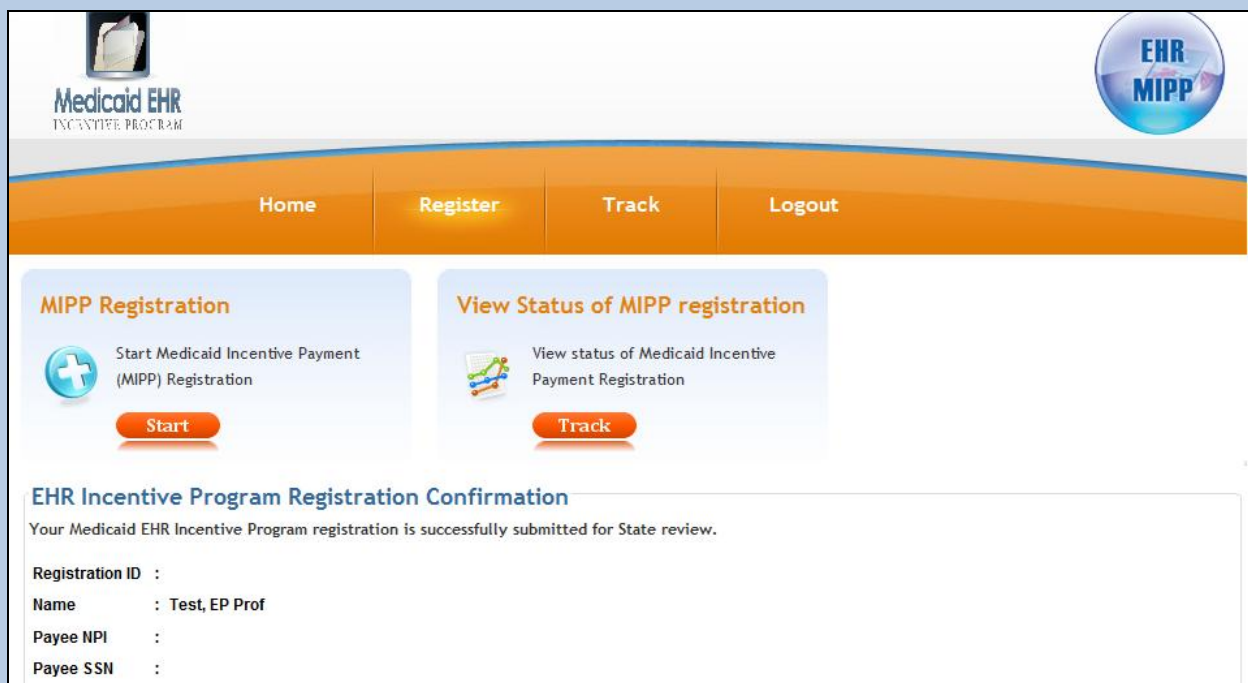 Medicaid EHR
INCENTIVE PROGRAM
EHR
MIPP
Home Register Track Logout
MIPP Registration
Start Medicaid Incentive Payment
(MIPP) Registration
Start
View Status of MIPP registration
View status of Medicaid Incentive
Payment Registration
Track
EHR Incentive Program Registration Confirmation
Your Medicaid EHR Incentive Program registration is successfully submitted for State review.
Registration ID :
Name : Test, EP Prof
Payee NPI :
Payee SSN :